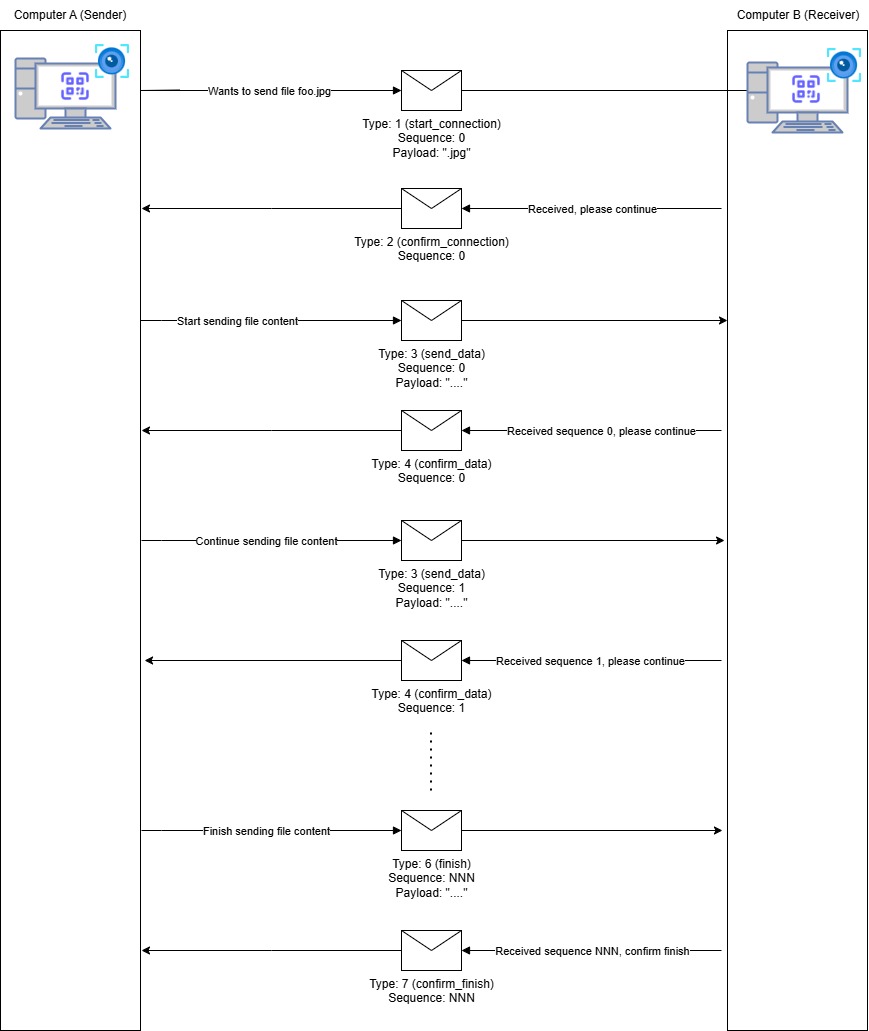 Computer A (Sender)
Computer B (Receiver)
Wants to send file foo.jpg
Type: 1 (start_connection)
Sequence: 0
Payload: ".jpg"
Received, please continue
Type: 2 (confirm_connection)
Sequence: 0
Start sending file content
Type: 3 (send_data)
Sequence: 0
Payload: "...."
Received sequence 0, please continue
Type: 4 (confirm_data)
Sequence: 0
Continue sending file content
Type: 3 (send_data)
Sequence: 1
Payload: "...."
Received sequence 1, please continue
Type: 4 (confirm_data)
Sequence: 1
Finish sending file content
Type: 6 (finish)
Sequence: NNN
Payload: "...."
Received sequence NNN, confirm finish
Type: 7 (confirm_finish)
Sequence: NNN